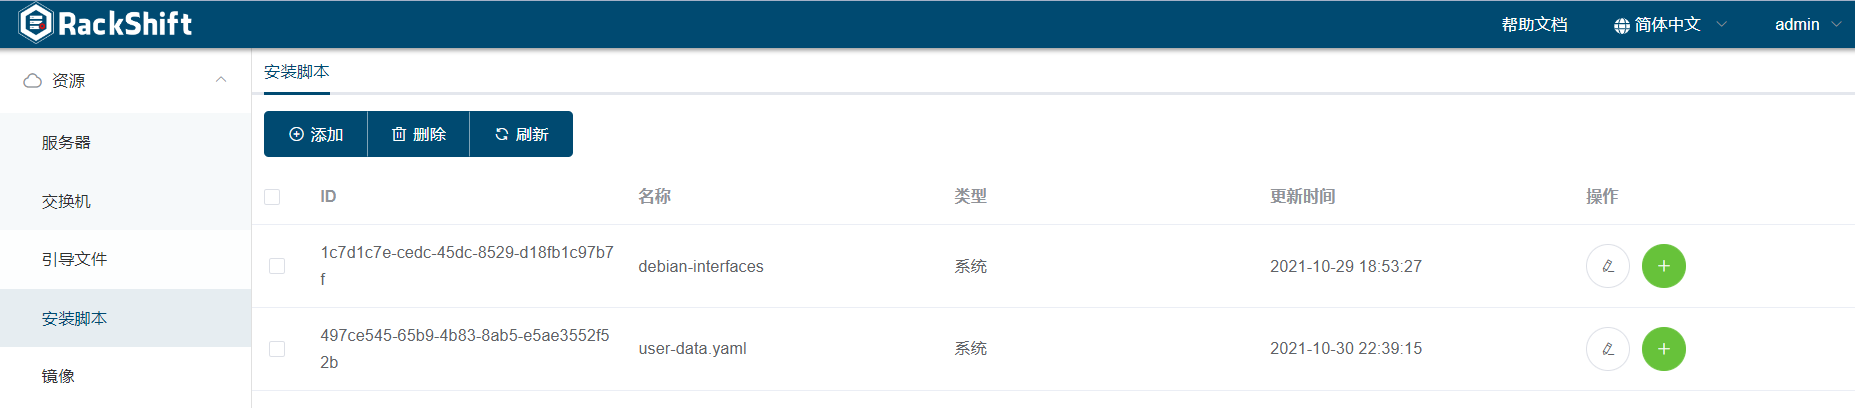 RackShift
帮助文档 简体中文 admin
资源
服务器
交换机
引导文件
安装脚本
镜像
安装脚本
添加 删除 刷新
ID 名称 类型 更新时间 操作
1c7d1c7e-cedc-45dc-8529-d18fb1c97b7
f
debian-interfaces 系统 2021-10-29 18:53:27
497ce545-65b9-4b83-8ab5-e5ae3552f5
2b
user-data.yaml 系统 2021-10-30 22:39:15